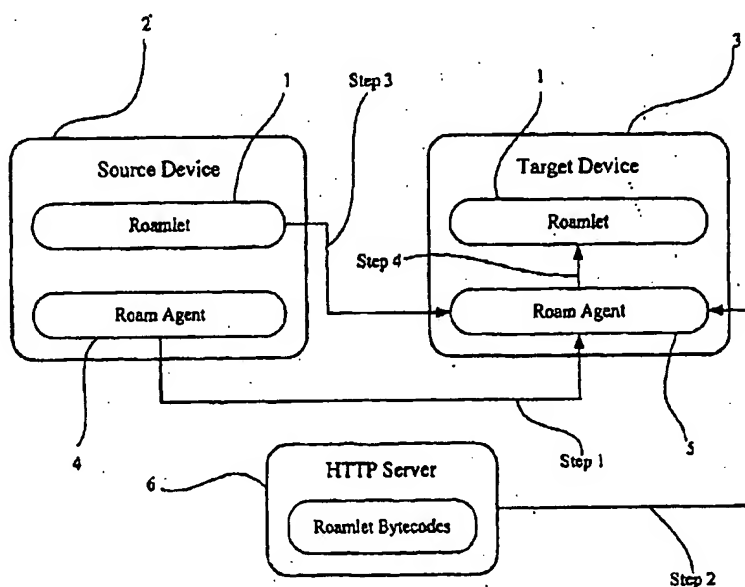 2
3
1
Step 3
1
Source Device
Target Device
Roamlet
Roamlet
Step 4
Roam Agent
Roam Agent
4
Step 1
5
6
HTTP Server
Roamlet Bytecodes
Step 2